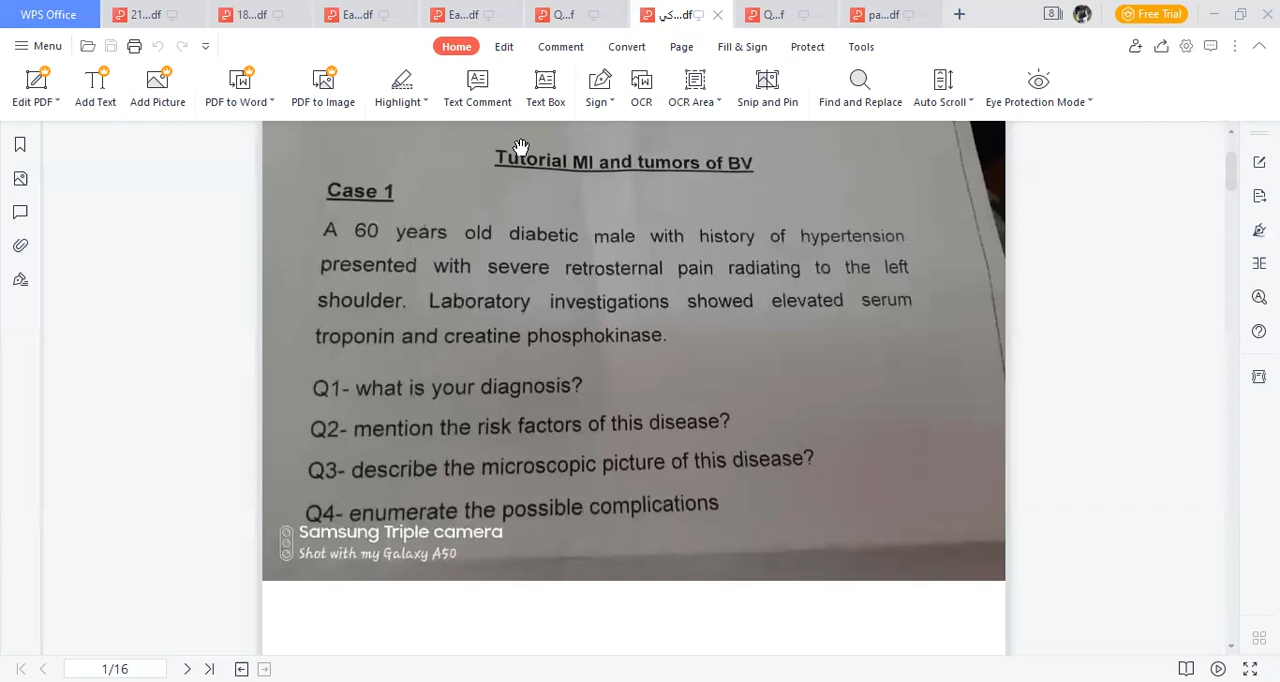 WPS Office
21...df
18...df
Ea...df
Ea...df
Q...f
كي...df
Q...f
pa...df
Free Trial
Menu
Home
Edit
Comment
Convert
Page
Fill & Sign
Protect
Tools
Edit PDF
Add Text
Add Picture
PDF to Word
PDF to Image
Highlight
Text Comment
Text Box
Sign
OCR
OCR Area
Snip and Pin
Find and Replace
Auto Scroll
Eye Protection Mode
Tutorial MI and tumors of BV
Case 1
A 60 years old diabetic male with history of hypertension
presented with severe retrosternal pain radiating to the left
shoulder. Laboratory investigations showed elevated serum
troponin and creatine phosphokinase.
Q1- what is your diagnosis?
Q2- mention the risk factors of this disease?
Q3- describe the microscopic picture of this disease?
Q4- enumerate the possible complications
Samsung Triple camera
Shot with my Galaxy A50
1/16